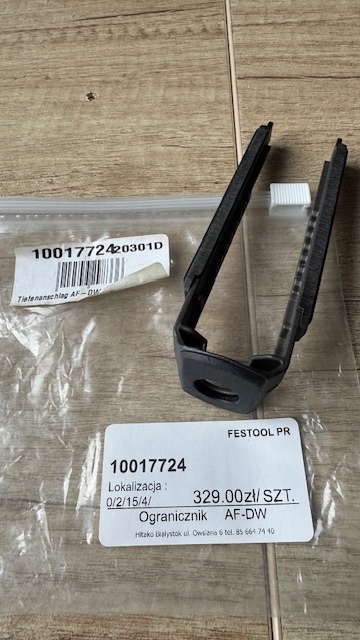 10017724 20301D
Tiefenanschlag AF-DW
FESTOOL PR
10017724
Lokalizacja :
0/2/15/4/ 329.00zł/SZT.
Ogranicznik AF-DW
Hitako Białystok ul. Owsiana 6 tel. 85 664 74 40